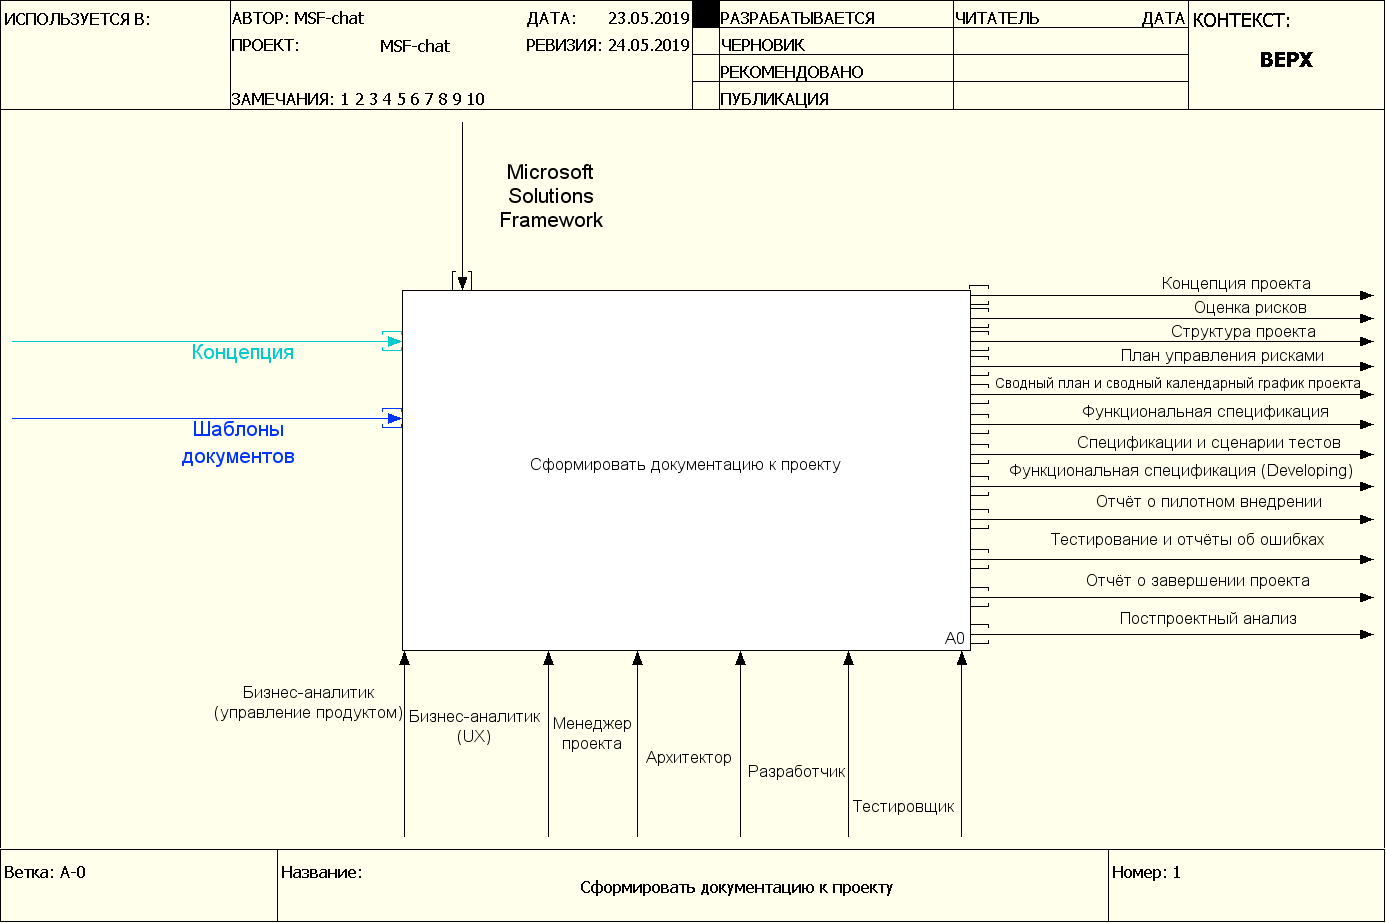 ИСПОЛЬЗУЕТСЯ В:
АВТОР: MSF-chat
ДАТА: 23.05.2019
РАЗРАБАТЫВАЕТСЯ
ЧИТАТЕЛЬ
ДАТА
КОНТЕКСТ:
ПРОЕКТ: MSF-chat
РЕВИЗИЯ: 24.05.2019
ЧЕРНОВИК
ВЕРХ
РЕКОМЕНДОВАНО
ЗАМЕЧАНИЯ: 1 2 3 4 5 6 7 8 9 10
ПУБЛИКАЦИЯ
Microsoft
Solutions
Framework
Концепция
Шаблоны
документов
Сформировать документацию к проекту
A0
Концепция проекта
Оценка рисков
Структура проекта
План управления рисками
Сводный план и сводный календарный график проекта
Функциональная спецификация
Спецификации и сценарии тестов
Функциональная спецификация (Developing)
Отчёт о пилотном внедрении
Тестирование и отчёты об ошибках
Отчёт о завершении проекта
Постпроектный анализ
Бизнес-аналитик
(управление продуктом)
Бизнес-аналитик
(UX)
Менеджер
проекта
Архитектор
Разработчик
Тестировщик
Ветка: A-0
Название:
Сформировать документацию к проекту
Номер: 1